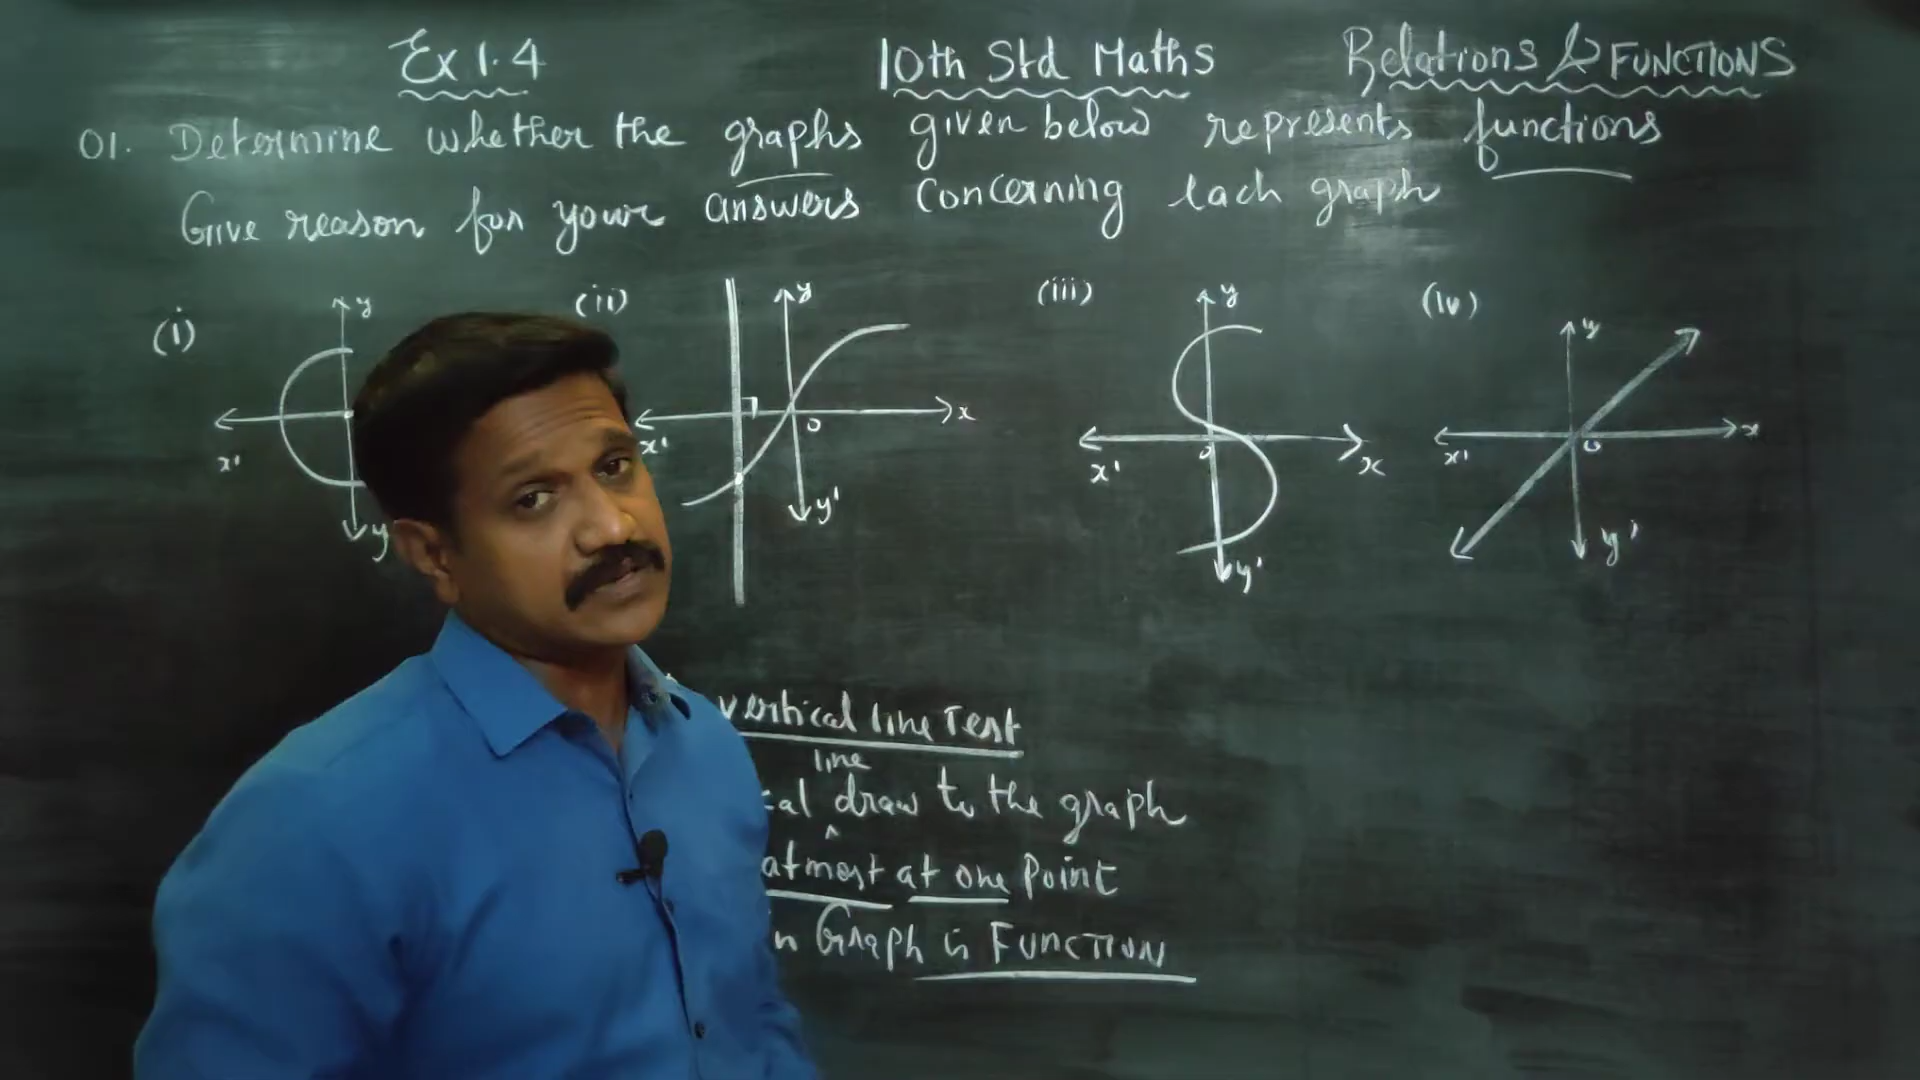 Ex 1.4 10th Std Maths Relations & FUNCTIONS
01. Determine whether the graphs given below represents functions
Give reason for your answers concerning each graph
(i) (ii) (iii) (iv)
y y y y
x' x' o x x' o x x' o x
y y' y' y'
vertical line Test
line
draw to the graph
atmost at one Point
Graph is FUNCTION